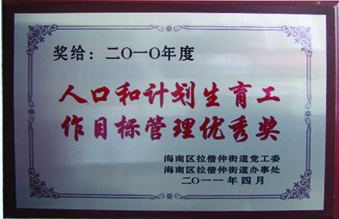 奖给：二〇一〇年度
人口和计划生育工
作目标管理优秀奖
海南区拉僧仲街道党工委
海南区拉僧仲街道办事处
二〇一一年四月